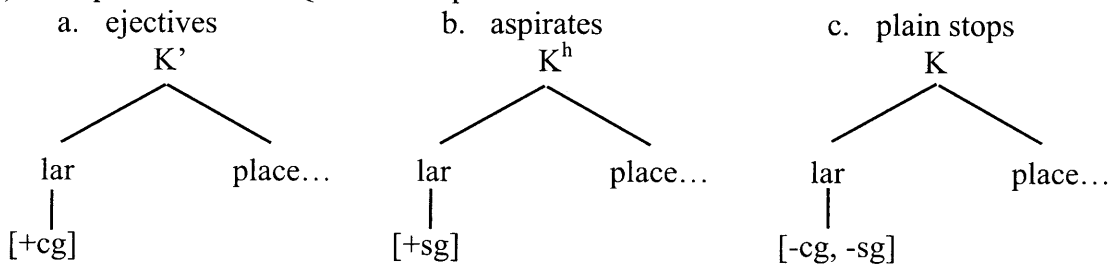 a. ejectives b. aspirates c. plain stops
K’ Kʰ K
lar place… lar place… lar place…
[+cg] [+sg] [-cg, -sg]